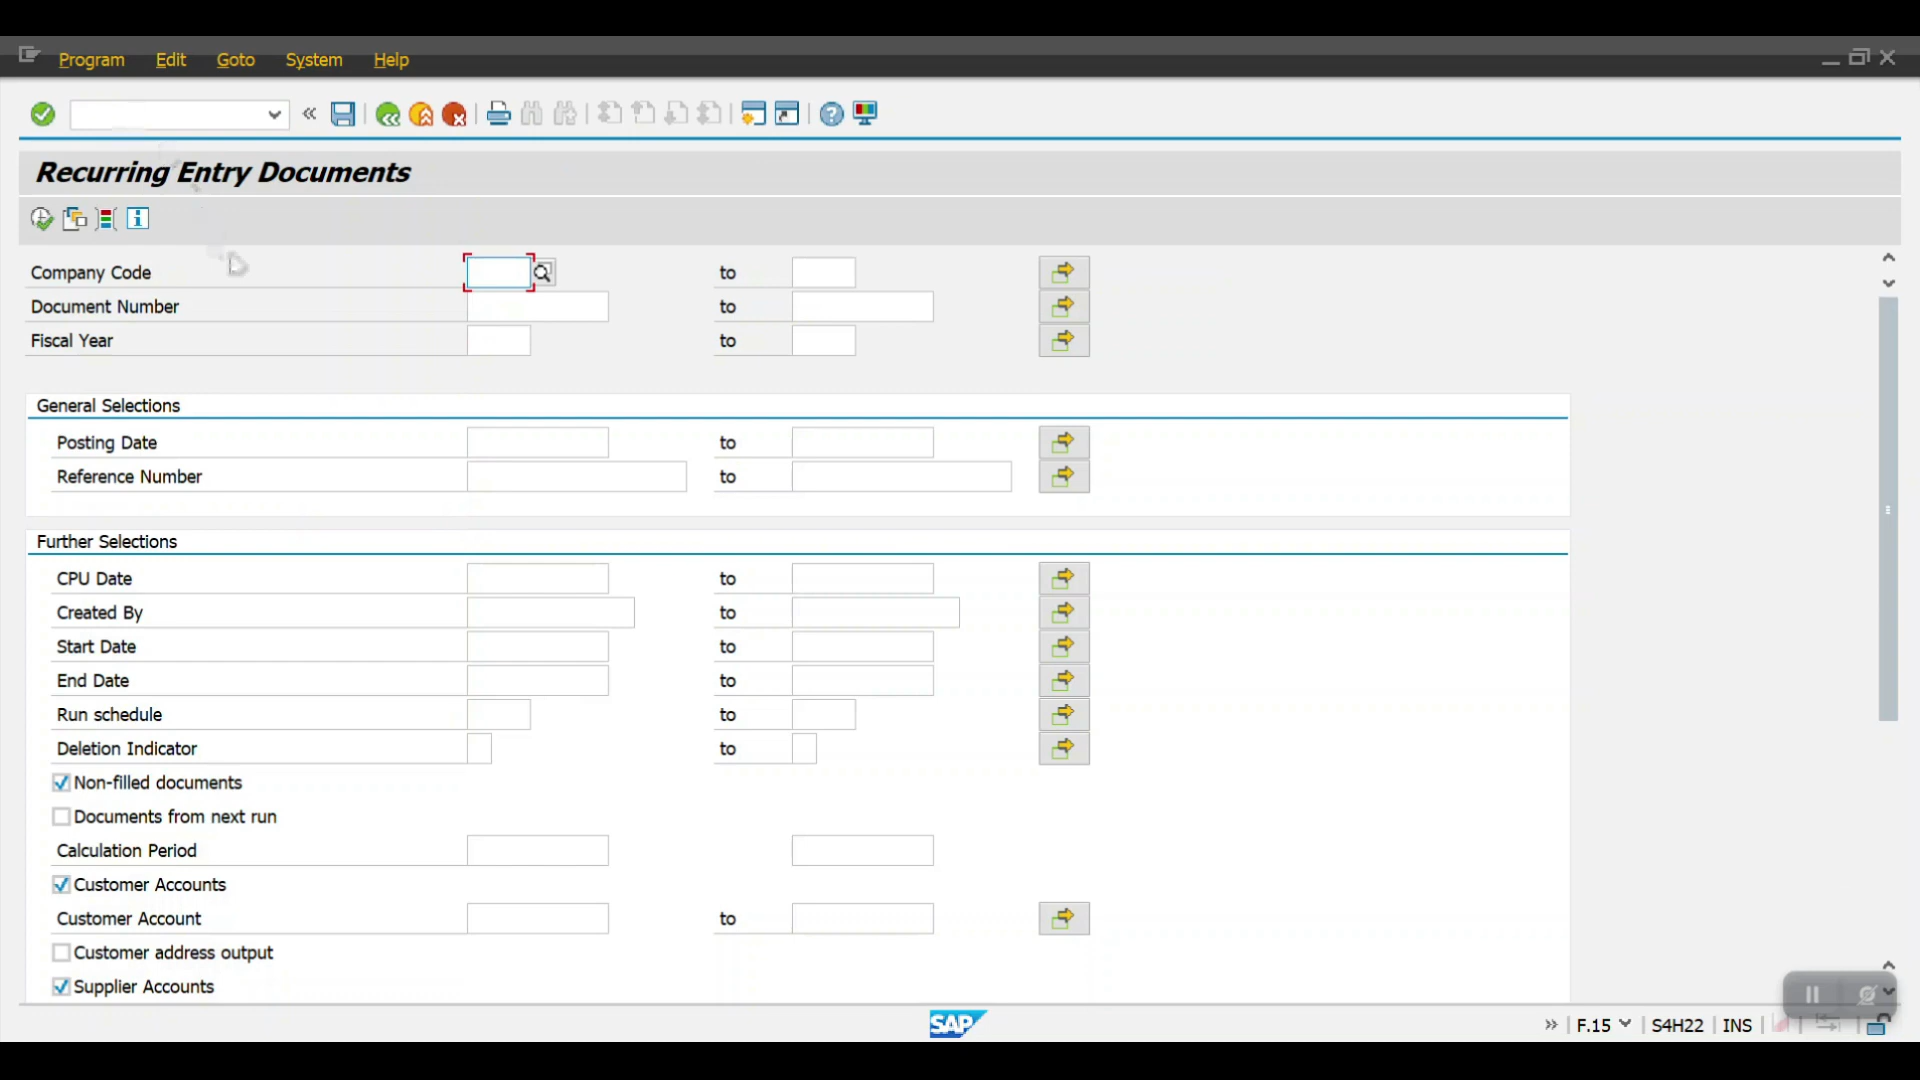 Program Edit Goto System Help
Recurring Entry Documents
Company Code to
Document Number to
Fiscal Year to
General Selections
Posting Date to
Reference Number to
Further Selections
CPU Date to
Created By to
Start Date to
End Date to
Run schedule to
Deletion Indicator to
Non-filled documents
Documents from next run
Calculation Period
Customer Accounts
Customer Account to
Customer address output
Supplier Accounts
SAP F.15 S4H22 INS